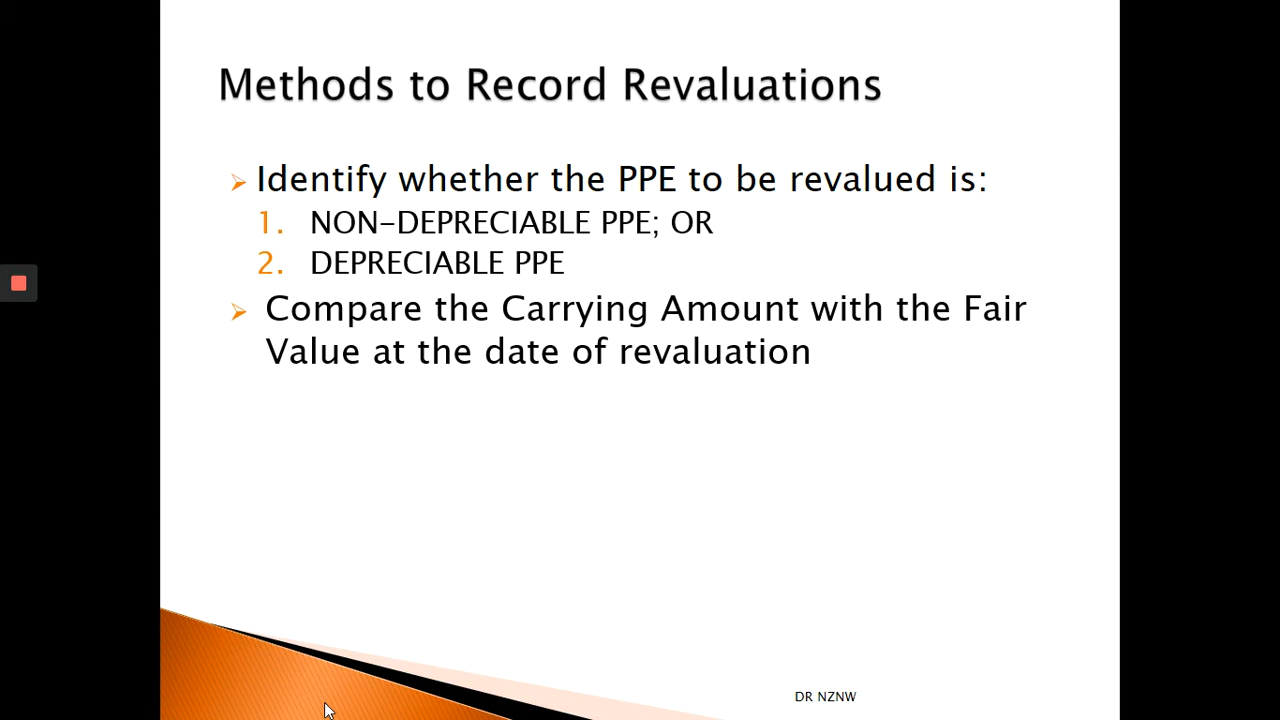 Methods to Record Revaluations
Identify whether the PPE to be revalued is:
1. NON-DEPRECIABLE PPE; OR
2. DEPRECIABLE PPE
Compare the Carrying Amount with the Fair
Value at the date of revaluation
DR NZNW